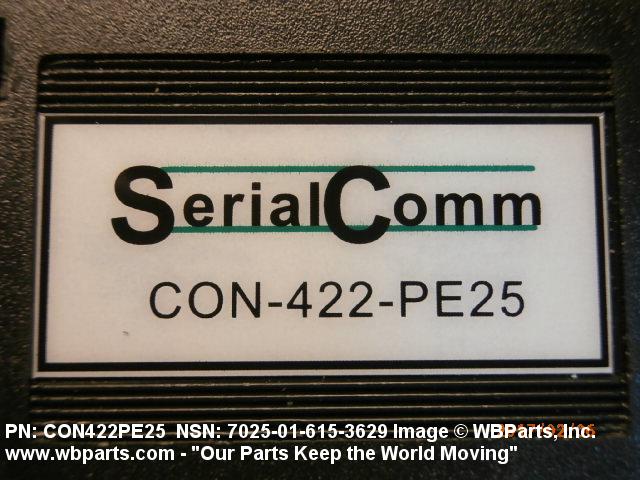 SerialComm
CON-422-PE25
PN: CON422PE25 NSN: 7025-01-615-3629 Image © WBParts, Inc.
www.wbparts.com - "Our Parts Keep the World Moving"